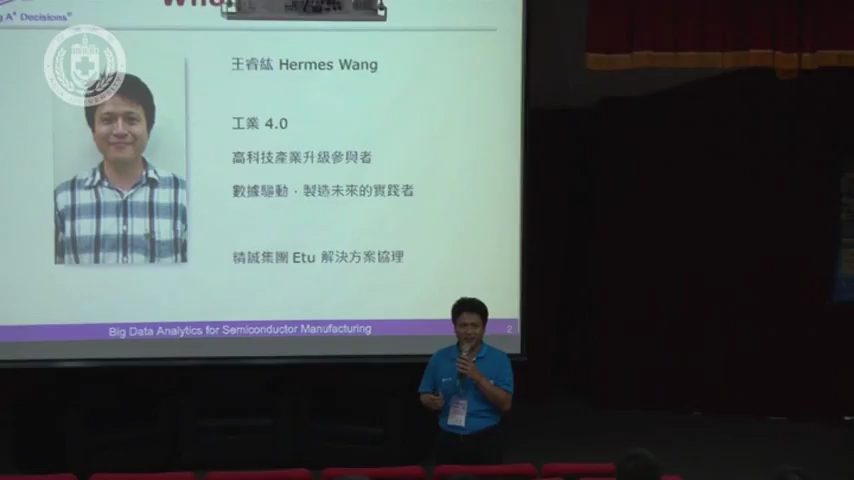 g A+ Decisions®
Who
王睿紘 Hermes Wang
工業 4.0
高科技產業升級參與者
數據驅動，製造未來的實踐者
精誠集團 Etu 解決方案協理
Big Data Analytics for Semiconductor Manufacturing
2